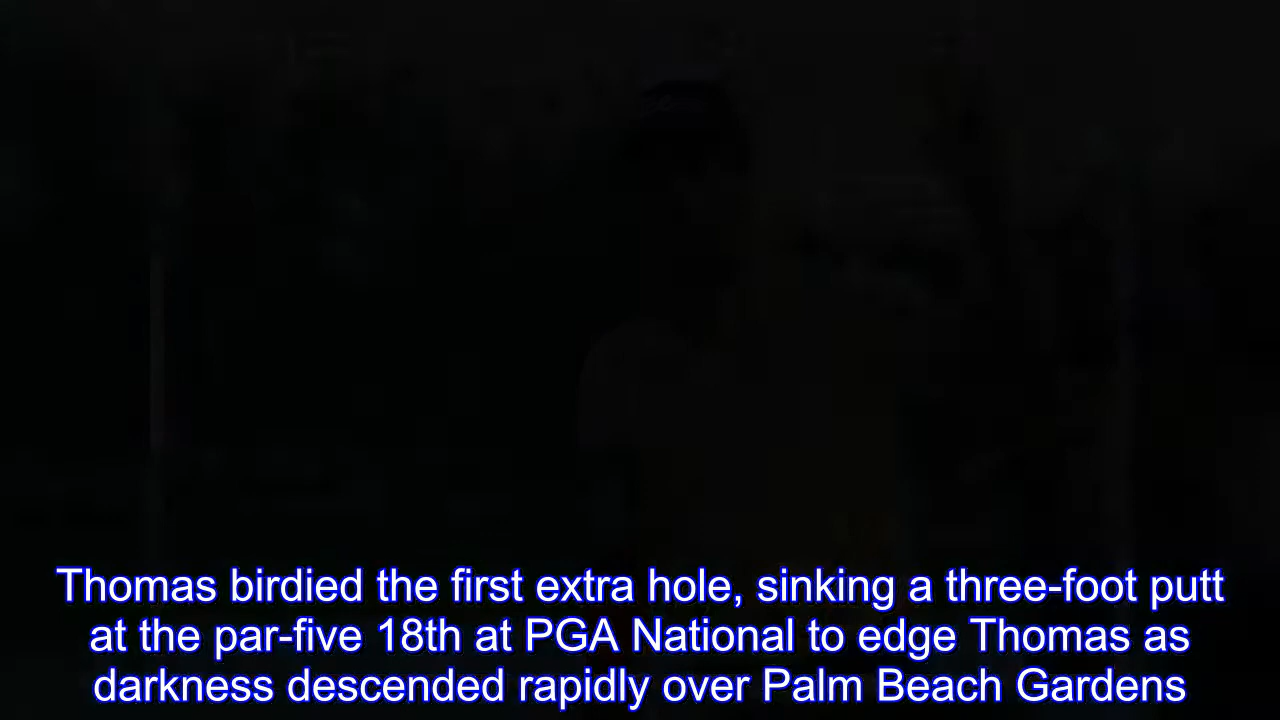 Thomas birdied the first extra hole, sinking a three-foot putt
at the par-five 18th at PGA National to edge Thomas as
darkness descended rapidly over Palm Beach Gardens